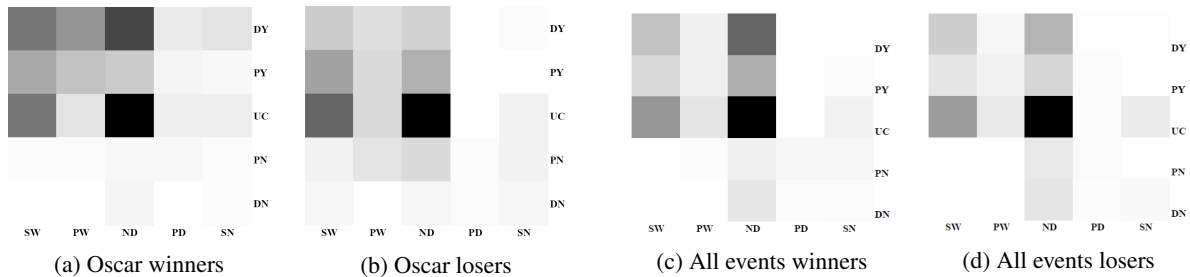 DY
PY
UC
PN
DN
SW PW ND PD SN
(a) Oscar winners
DY
PY
UC
PN
DN
SW PW ND PD SN
(b) Oscar losers
DY
PY
UC
PN
DN
SW PW ND PD SN
(c) All events winners
DY
PY
UC
PN
DN
SW PW ND PD SN
(d) All events losers